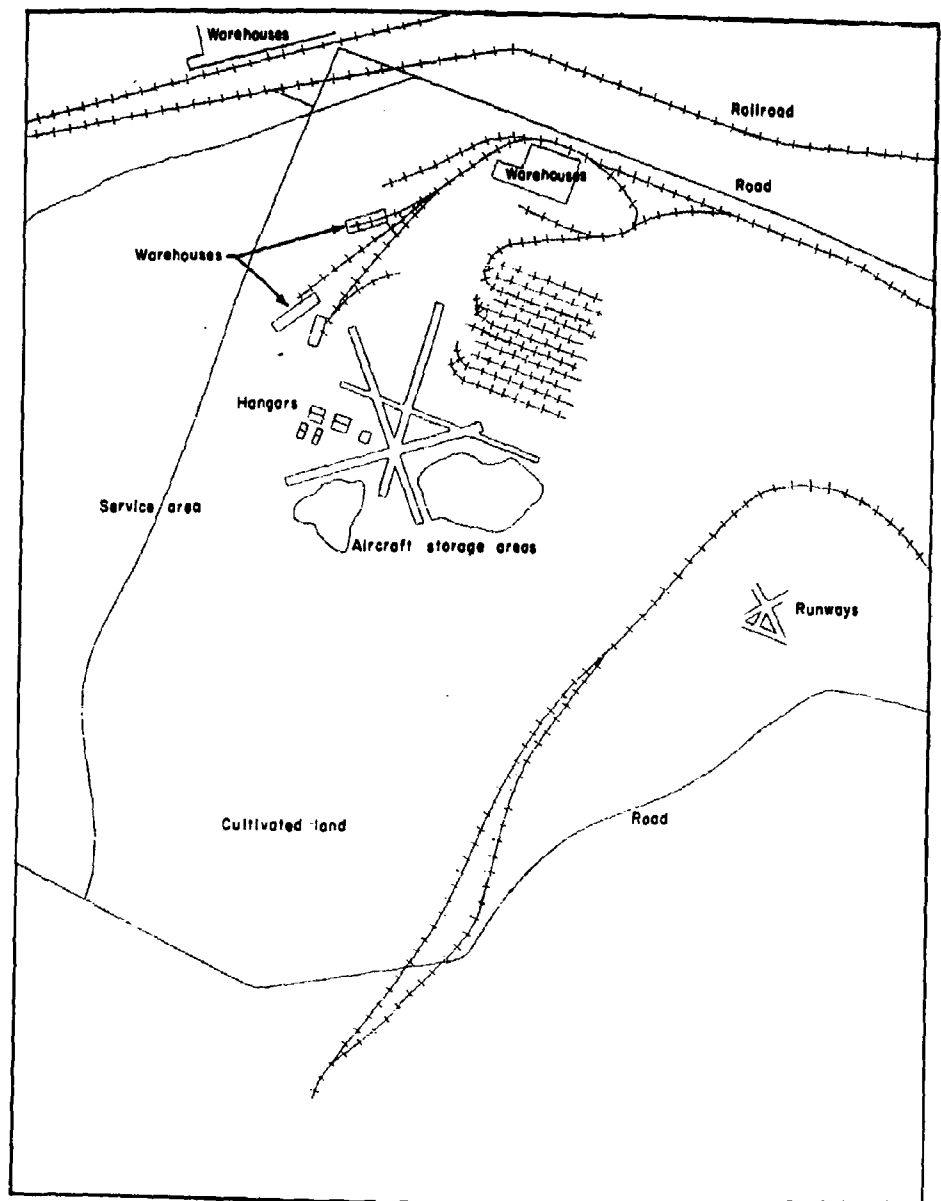 Warehouses
Railroad
Road
Warehouses
Warehouses
Hangars
Service area
Aircraft storage areas
Runways
Road
Cultivated land